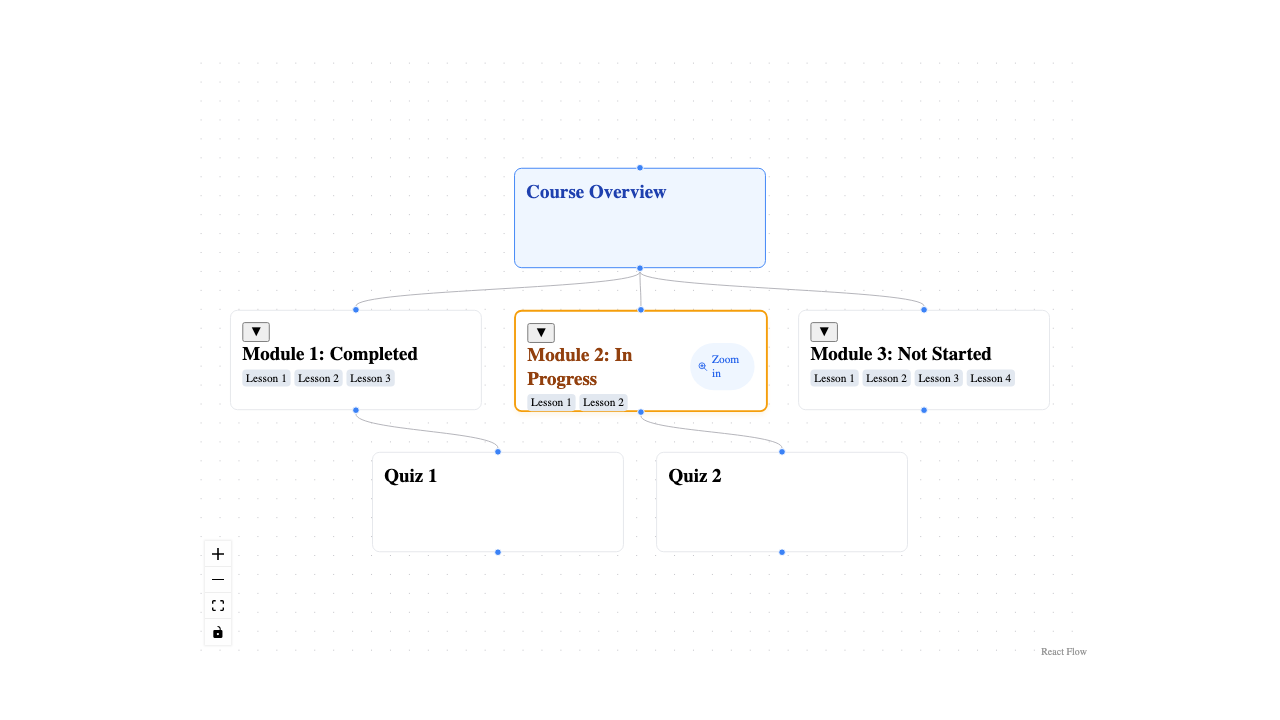 Course Overview
▼
Module 1: Completed
Lesson 1 Lesson 2 Lesson 3
▼
Module 2: In
Progress
Lesson 1 Lesson 2
Zoom
in
▼
Module 3: Not Started
Lesson 1 Lesson 2 Lesson 3 Lesson 4
Quiz 1
Quiz 2
React Flow